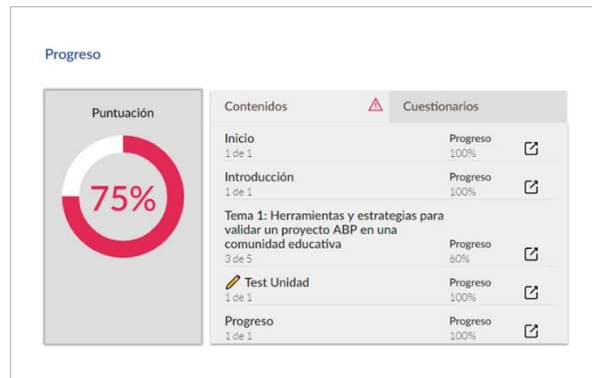 Progreso
Puntuación
75%
Contenidos
Cuestionarios
Inicio
1 de 1
Progreso
100%
Introducción
1 de 1
Progreso
100%
Tema 1: Herramientas y estrategias para
validar un proyecto ABP en una
comunidad educativa
3 de 5
Progreso
60%
Test Unidad
1 de 1
Progreso
100%
Progreso
1 de 1
Progreso
100%